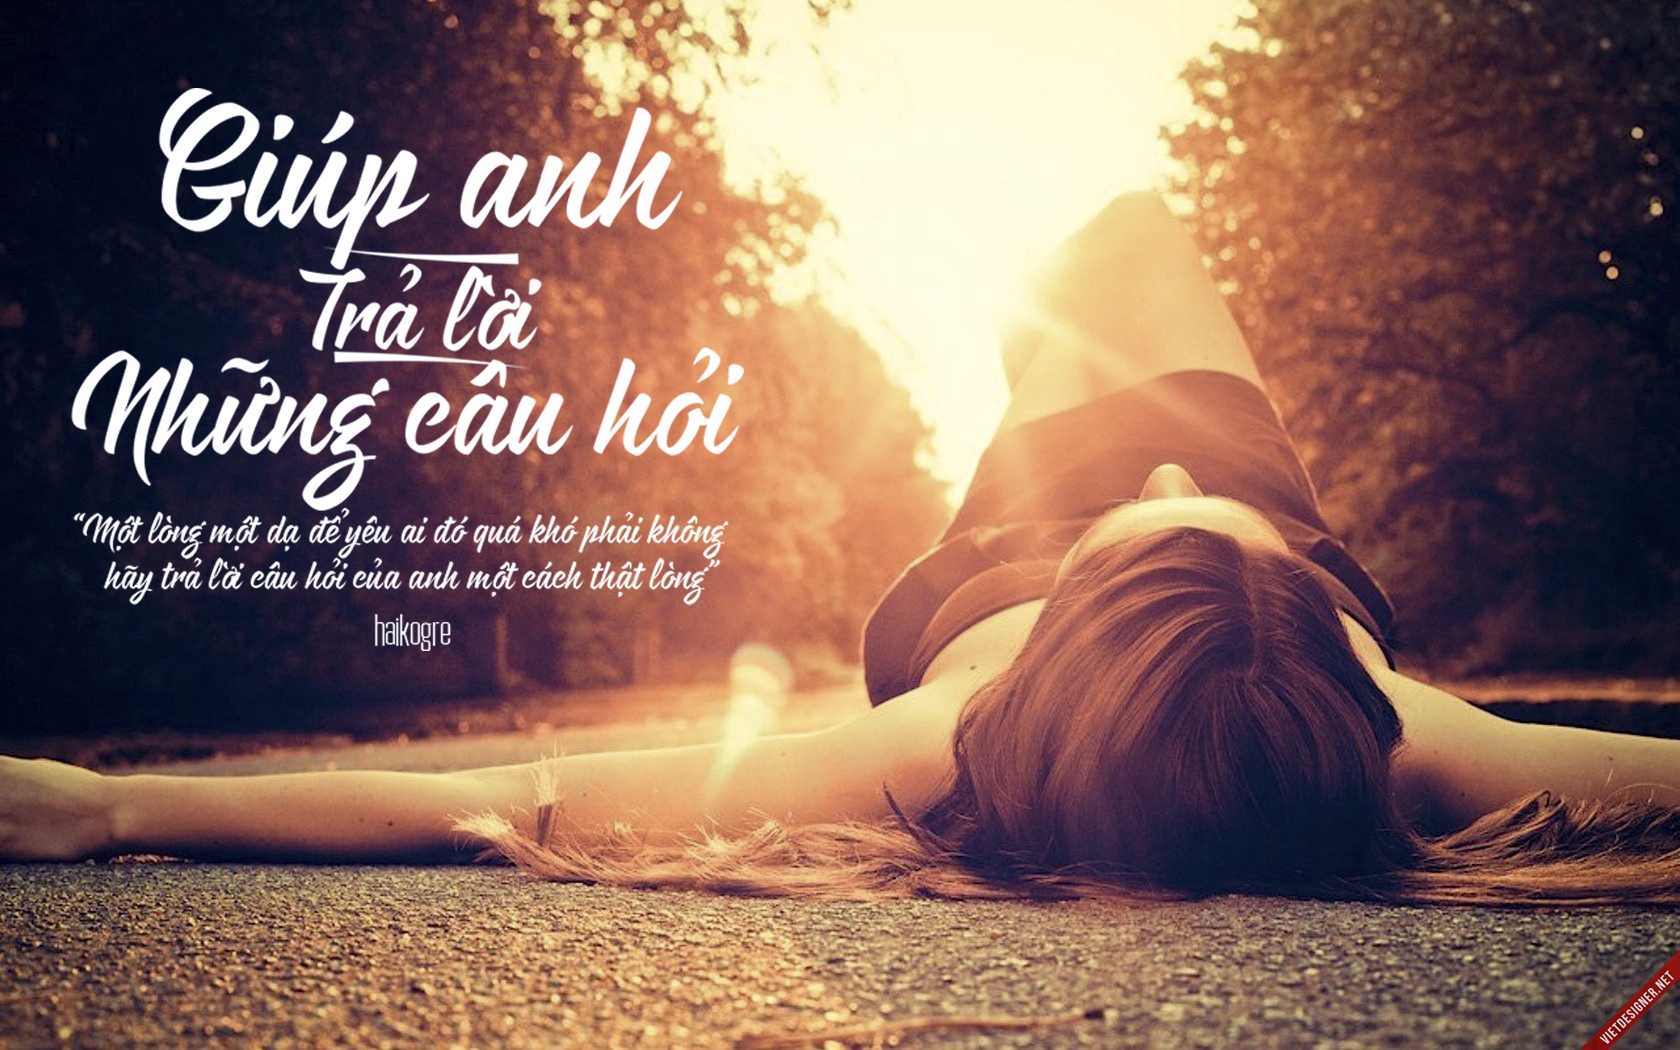 Giúp anh
Trả lời
Những câu hỏi
“Một lòng một dạ để yêu ai đó quá khó phải không
hãy trả lời câu hỏi của anh một cách thật lòng”
haikogre
VIETDESIGNER.NET